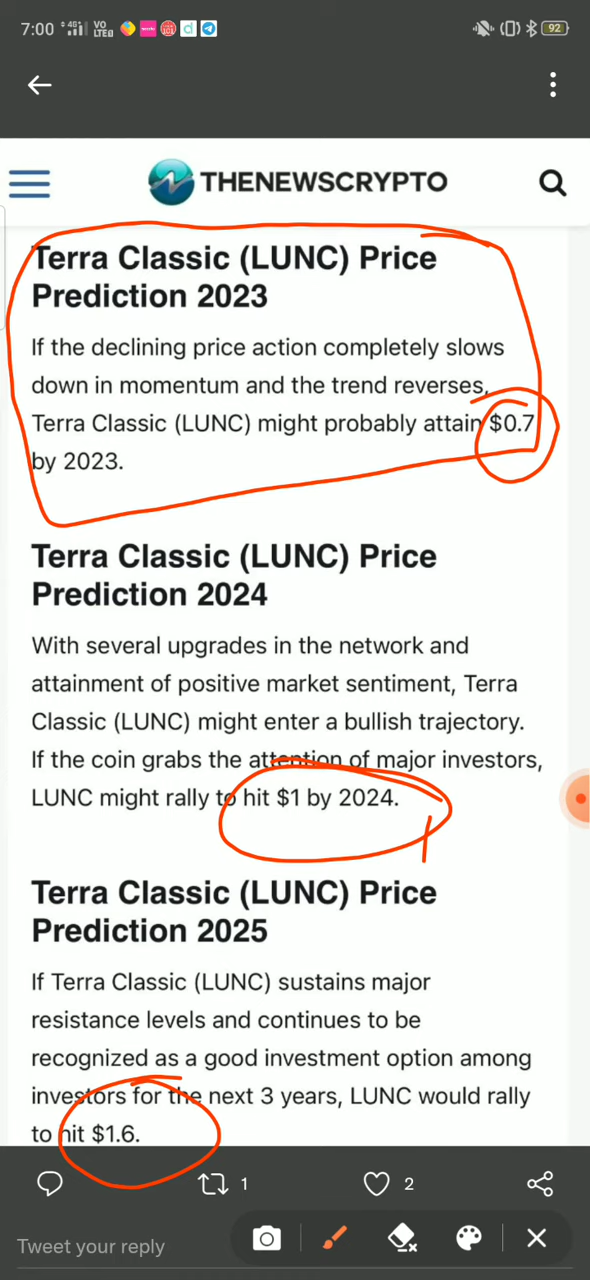 7:00 4G VO LTE 92
THENEWSCRYPTO
Terra Classic (LUNC) Price
Prediction 2023
If the declining price action completely slows
down in momentum and the trend reverses,
Terra Classic (LUNC) might probably attain $0.7
by 2023.
Terra Classic (LUNC) Price
Prediction 2024
With several upgrades in the network and
attainment of positive market sentiment, Terra
Classic (LUNC) might enter a bullish trajectory.
If the coin grabs the attention of major investors,
LUNC might rally to hit $1 by 2024.
Terra Classic (LUNC) Price
Prediction 2025
If Terra Classic (LUNC) sustains major
resistance levels and continues to be
recognized as a good investment option among
investors for the next 3 years, LUNC would rally
to hit $1.6.
1 2
Tweet your reply